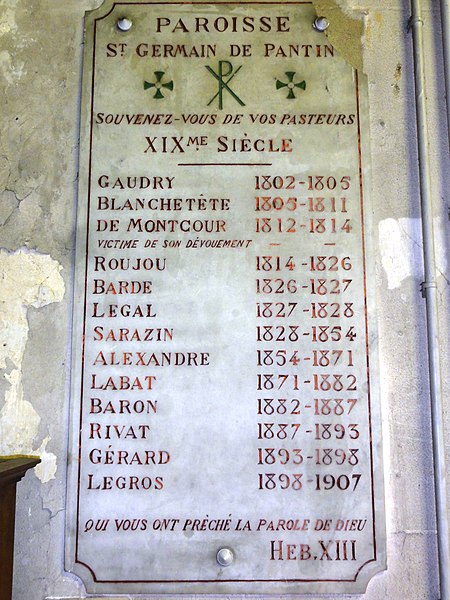 PAROISSE
ST GERMAIN DE PANTIN
SOUVENEZ-VOUS DE VOS PASTEURS
XIXME SIÈCLE
GAUDRY 1802-1805
BLANCHETÊTE 1805-1811
DE MONTCOUR 1812-1814
VICTIME DE SON DÉVOUEMENT — —
ROUJOU 1814-1826
BARDE 1826-1827
LEGAL 1827-1828
SARAZIN 1828-1854
ALEXANDRE 1854-1871
LABAT 1871-1882
BARON 1882-1887
RIVAT 1887-1893
GÉRARD 1893-1898
LEGROS 1898-1907
QUI VOUS ONT PRÊCHÉ LA PAROLE DE DIEU
HEB.XIII